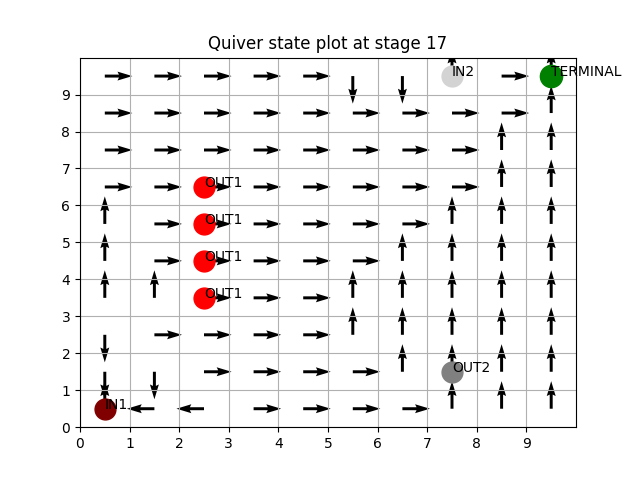 Quiver state plot at stage 17
IN2
TERMINAL
9
8
7
OUT1
6
OUT1
5
OUT1
4
OUT1
3
2
OUT2
1
IN1
0
0 1 2 3 4 5 6 7 8 9